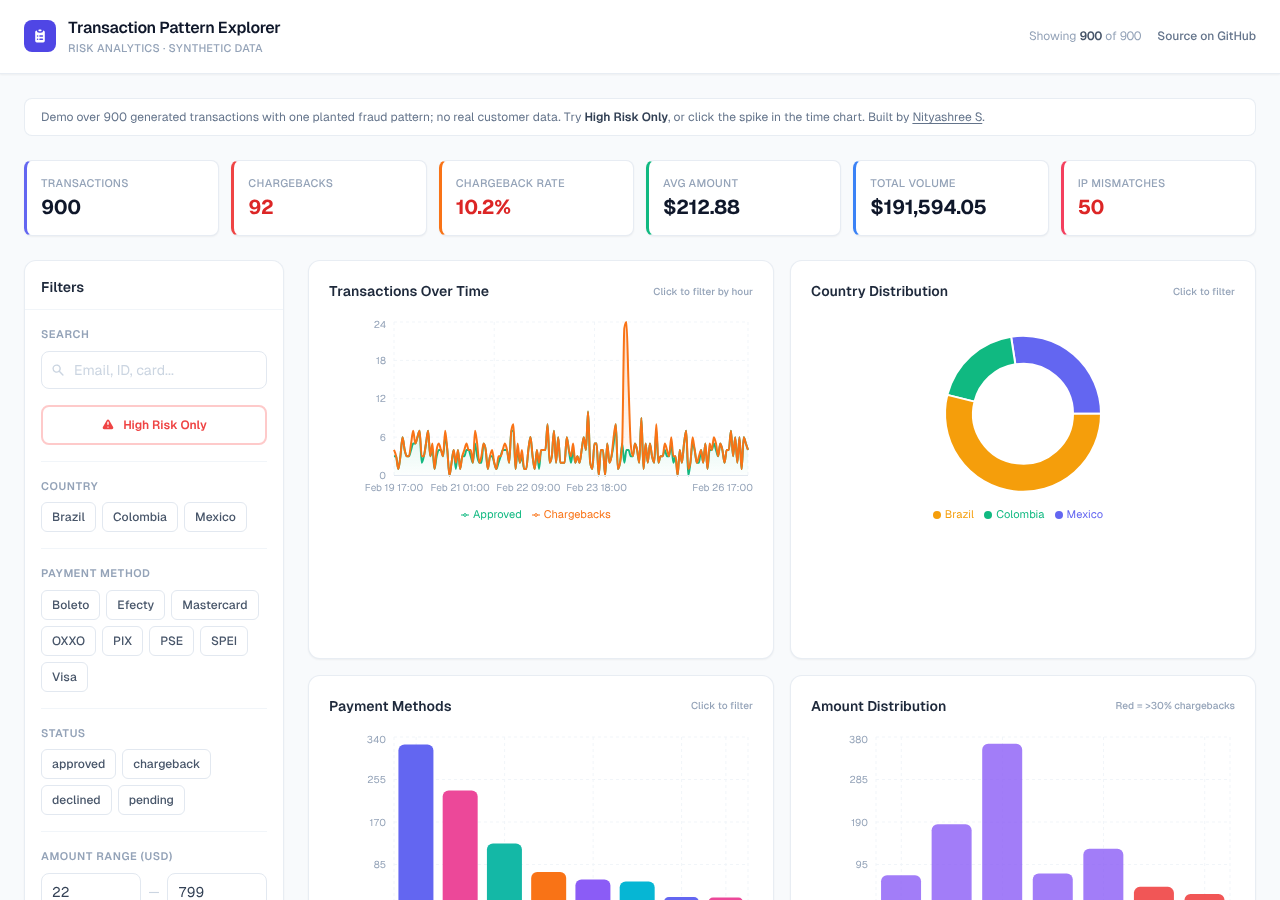 Transaction Pattern Explorer
RISK ANALYTICS · SYNTHETIC DATA
Showing 900 of 900
Source on GitHub
Demo over 900 generated transactions with one planted fraud pattern; no real customer data. Try High Risk Only, or click the spike in the time chart. Built by Nityashree S.
TRANSACTIONS
900
CHARGEBACKS
92
CHARGEBACK RATE
10.2%
AVG AMOUNT
$212.88
TOTAL VOLUME
$191,594.05
IP MISMATCHES
50
Filters
SEARCH
Email, ID, card...
High Risk Only
COUNTRY
Brazil Colombia Mexico
PAYMENT METHOD
Boleto Efecty Mastercard
OXXO PIX PSE SPEI
Visa
STATUS
approved chargeback
declined pending
AMOUNT RANGE (USD)
22 — 799
Transactions Over Time
Click to filter by hour
24
18
12
6
0
Feb 19 17:00 Feb 21 01:00 Feb 22 09:00 Feb 23 18:00 Feb 26 17:00
Approved Chargebacks
Country Distribution
Click to filter
Brazil Colombia Mexico
Payment Methods
Click to filter
340
255
170
85
Amount Distribution
Red = >30% chargebacks
380
285
190
95